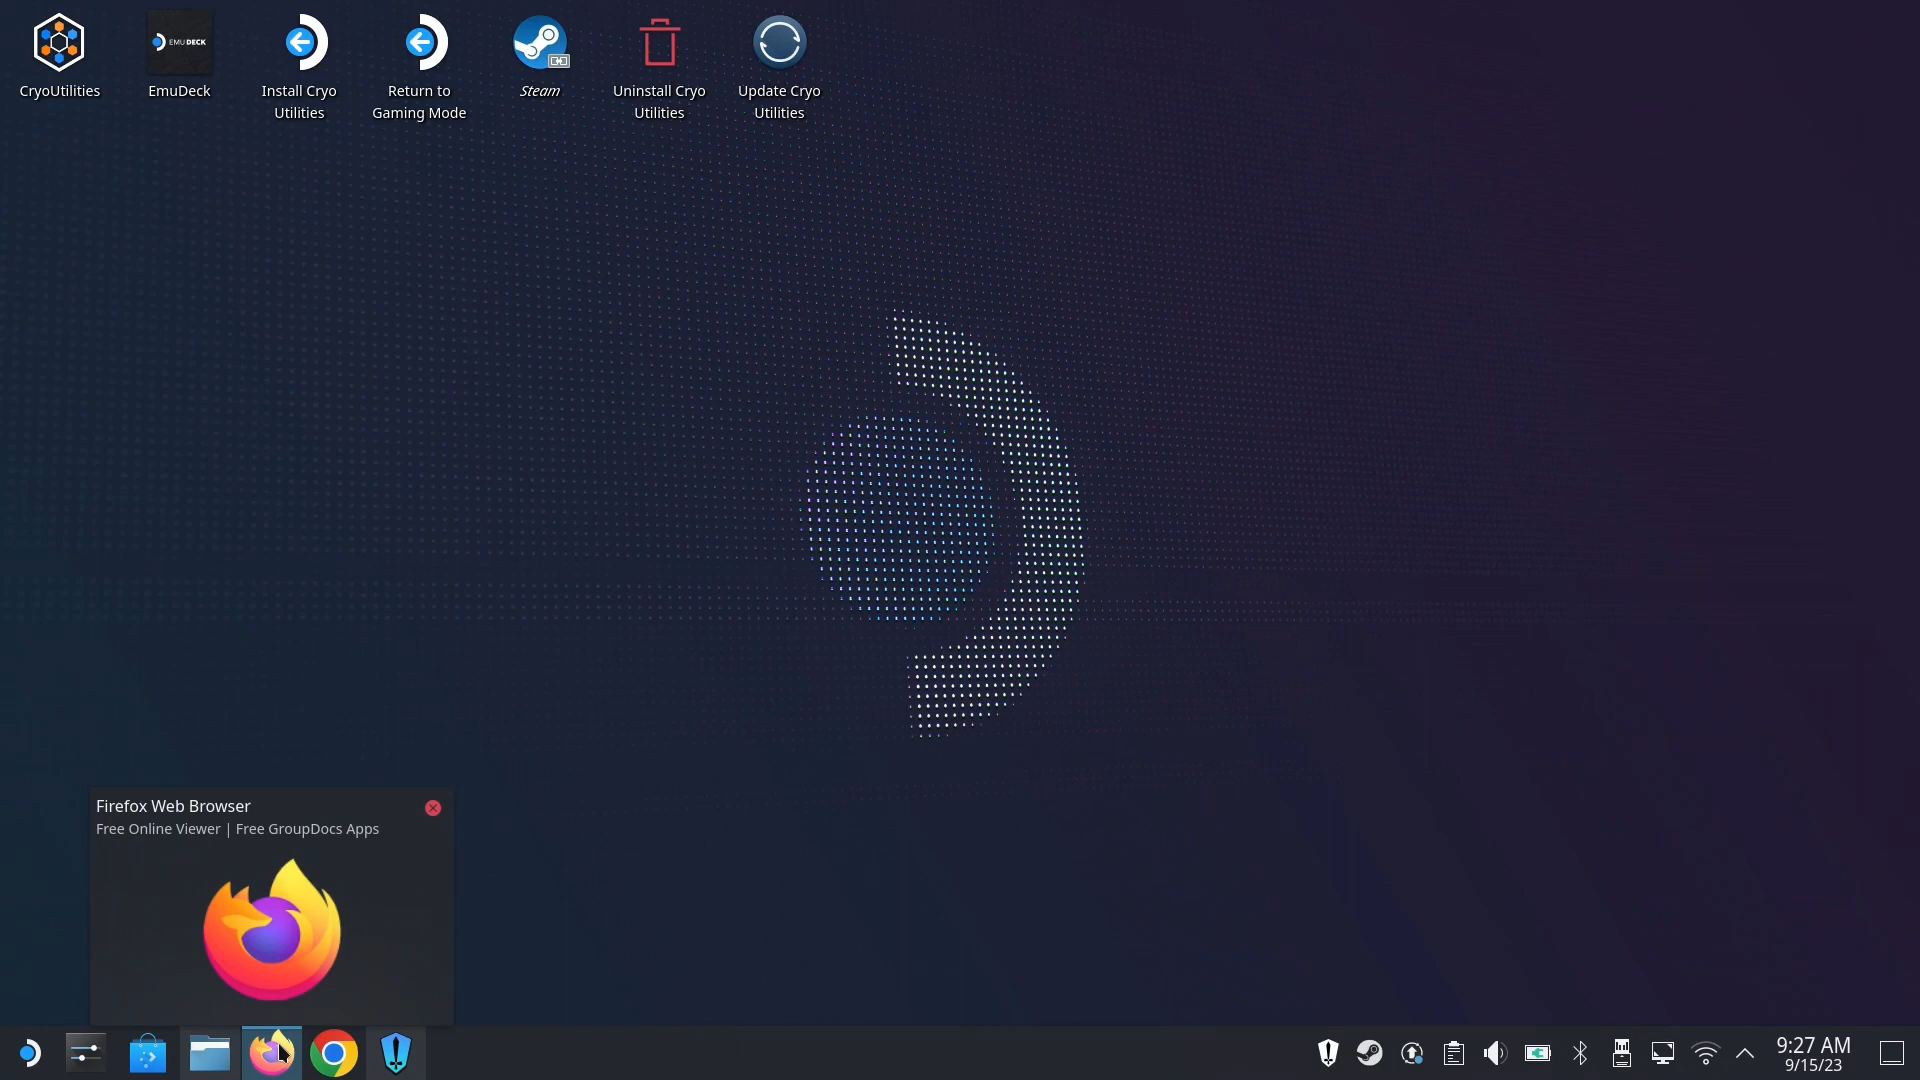 EMUDECK
CryoUtilities
EmuDeck
Install Cryo
Utilities
Return to
Gaming Mode
Steam
Uninstall Cryo
Utilities
Update Cryo
Utilities
Firefox Web Browser
Free Online Viewer | Free GroupDocs Apps
9:27 AM
9/15/23